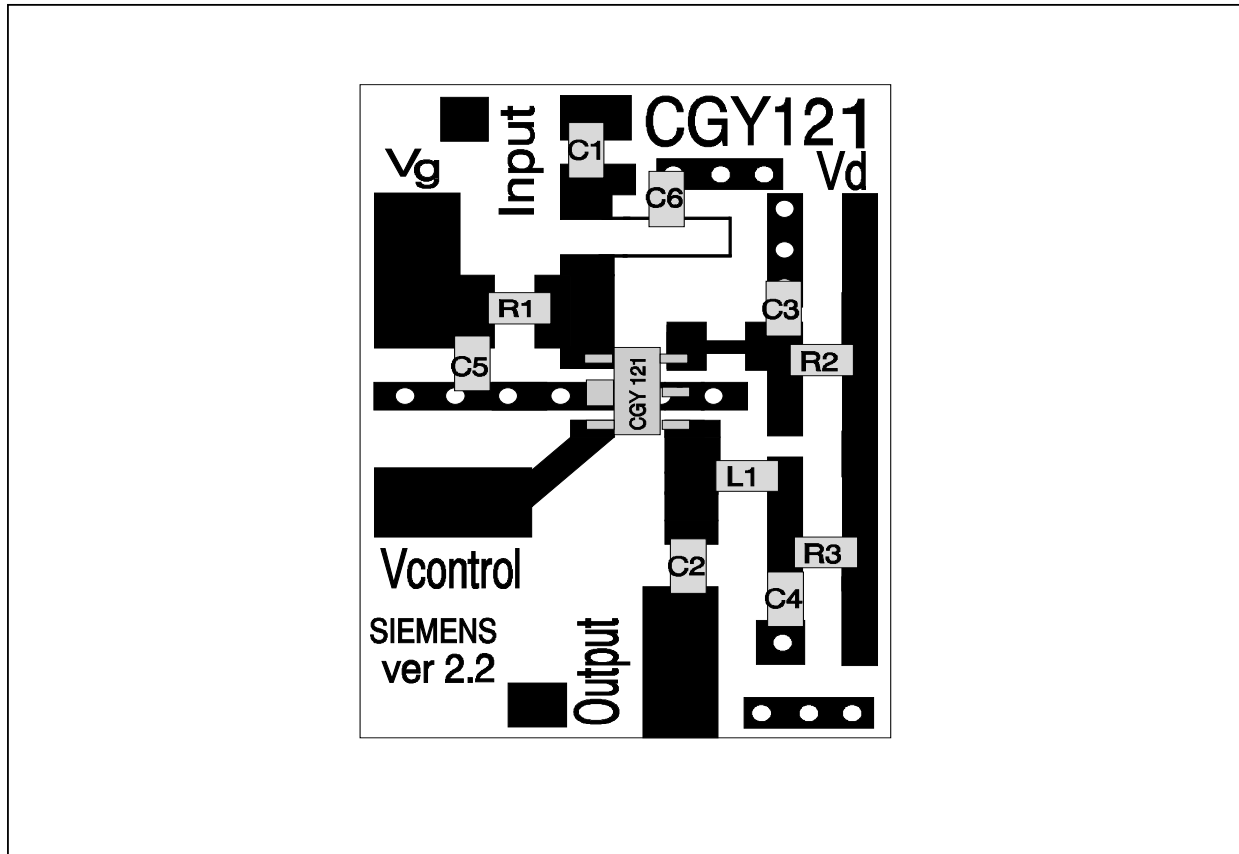 CGY121
Input
C1
Vg
Vd
C6
R1
C3
C5
CGY 121
R2
L1
Vcontrol
C2
R3
C4
SIEMENS
ver 2.2
Output